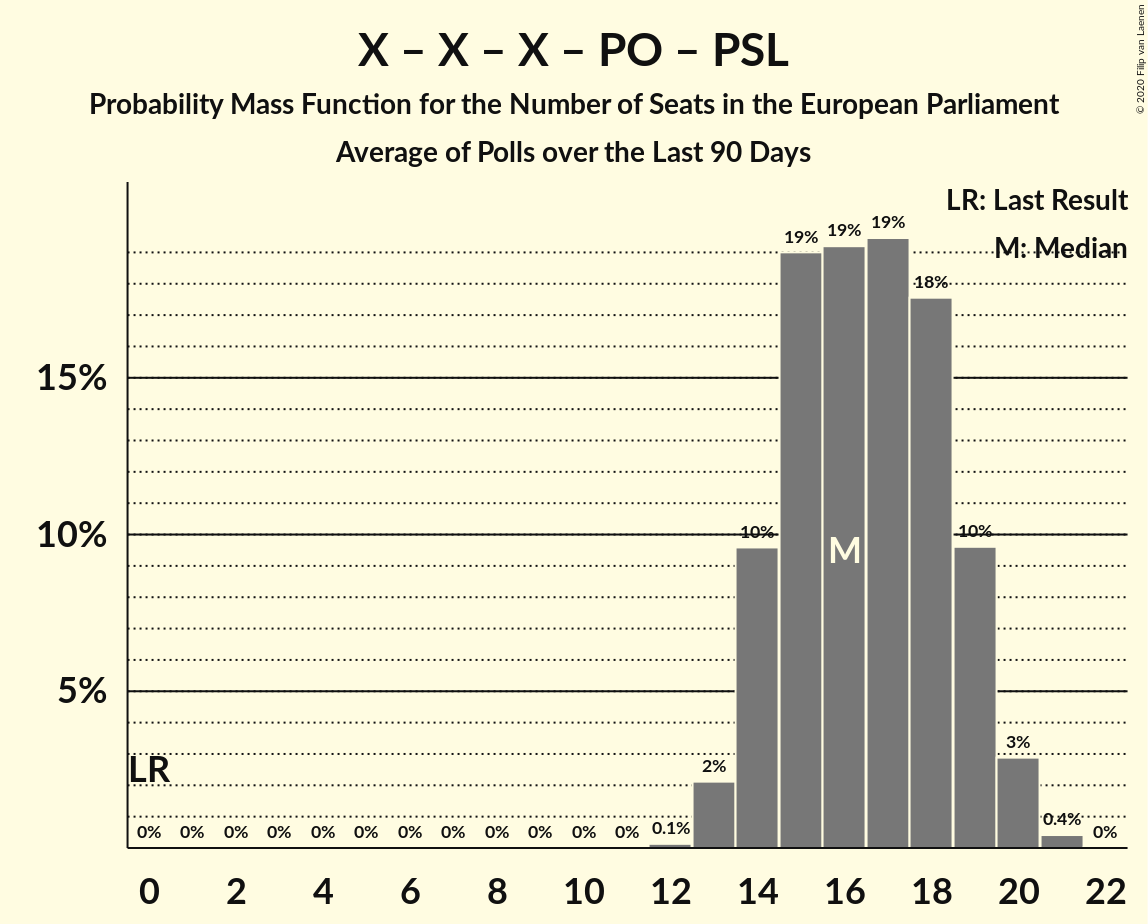 X – X – X – PO – PSL
Probability Mass Function for the Number of Seats in the European Parliament
Average of Polls over the Last 90 Days
© 2020 Filip van Laenen
LR: Last Result
M: Median
19% 19% 19% 18%
15%
10%
10% 10%
M
5%
LR
0% 0% 0% 0% 0% 0% 0% 0% 0% 0% 0% 0% 0.1% 2% 3% 0.4% 0%
0 2 4 6 8 10 12 14 16 18 20 22